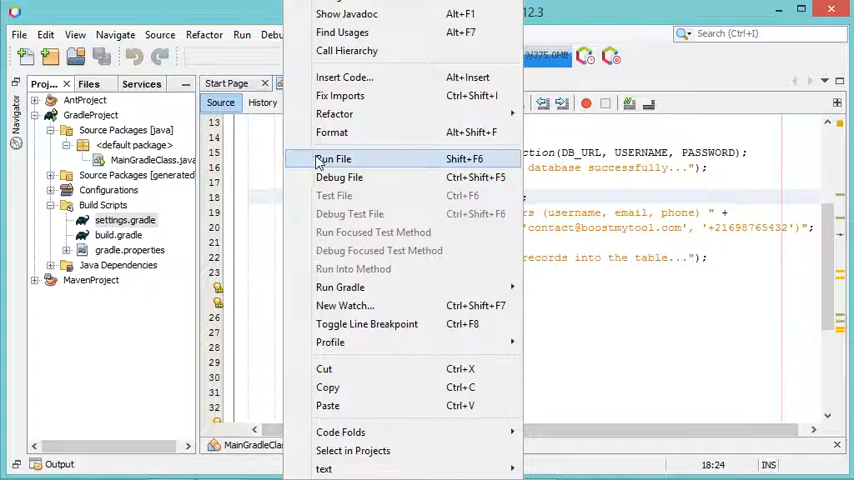 12.3
File Edit View Navigate Source Refactor Run
/375.0MB
Search (Ctrl+I)
Proj... Files Services
AntProject
GradleProject
Source Packages [java]
<default package>
MainGradleClass.java
Source Packages [generated
Configurations
Build Scripts
settings.gradle
build.gradle
gradle.properties
Java Dependencies
MavenProject
Navigator
Output
Start Page
Source History
13
14
15
16
17
18
19
20
21
22
23
26
27
28
29
30
31
32
Show Javadoc Alt+F1
Find Usages Alt+F7
Call Hierarchy
Insert Code... Alt+Insert
Fix Imports Ctrl+Shift+I
Refactor
Format Alt+Shift+F
Run File Shift+F6
Debug File Ctrl+Shift+F5
Test File Ctrl+F6
Debug Test File Ctrl+Shift+F6
Run Focused Test Method
Debug Focused Test Method
Run Into Method
Run Gradle
New Watch... Ctrl+Shift+F7
Toggle Line Breakpoint Ctrl+F8
Profile
Cut Ctrl+X
Copy Ctrl+C
Paste Ctrl+V
Code Folds
Select in Projects
text
ction(DB_URL, USERNAME, PASSWORD);
database successfully...");
;
rs (username, email, phone) " +
'contact@boostmytool.com', '+21698765432')";
ecords into the table...");
MainGradleClas
18:24 INS